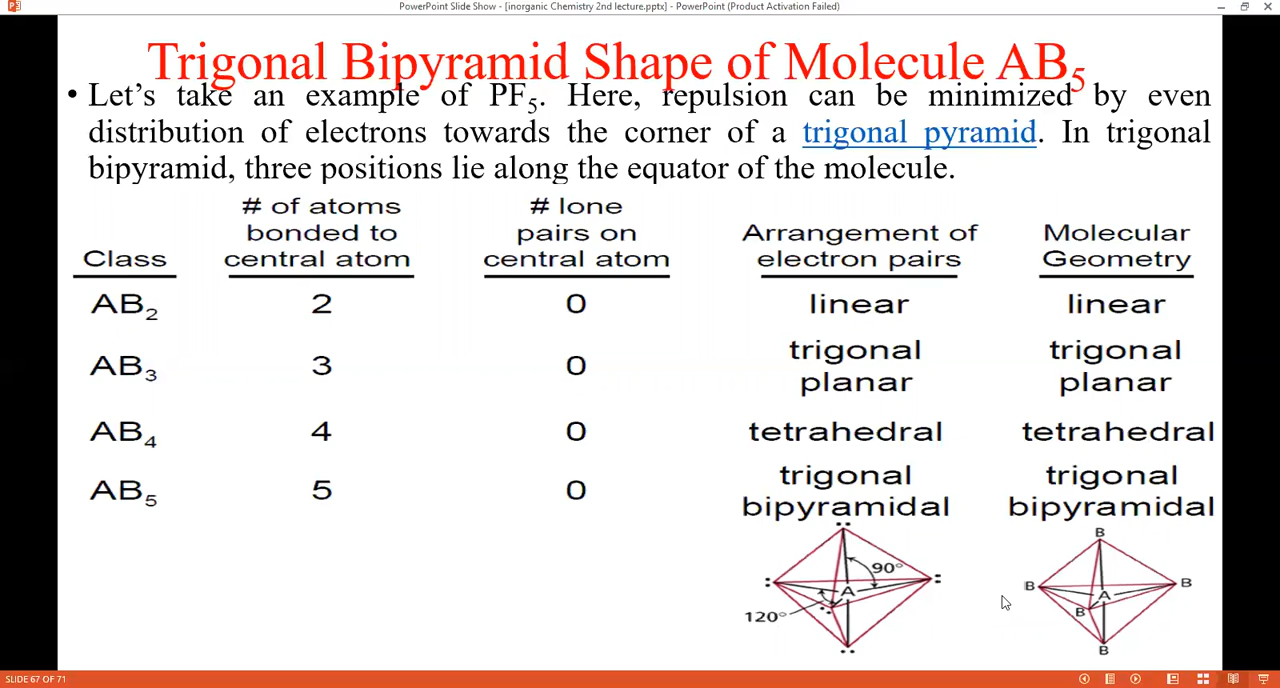 PowerPoint Slide Show - [inorganic Chemistry 2nd lecture.pptx] - PowerPoint (Product Activation Failed)
Trigonal Bipyramid Shape of Molecule AB5
• Let's take an example of PF5. Here, repulsion can be minimized by even
distribution of electrons towards the corner of a trigonal pyramid. In trigonal
bipyramid, three positions lie along the equator of the molecule.
Class # of atoms bonded to central atom # lone pairs on central atom Arrangement of electron pairs Molecular Geometry
AB2 2 0 linear linear
AB3 3 0 trigonal planar trigonal planar
AB4 4 0 tetrahedral tetrahedral
AB5 5 0 trigonal bipyramidal trigonal bipyramidal
90°
A
120°
B
B B
A
B
B
SLIDE 67 OF 71